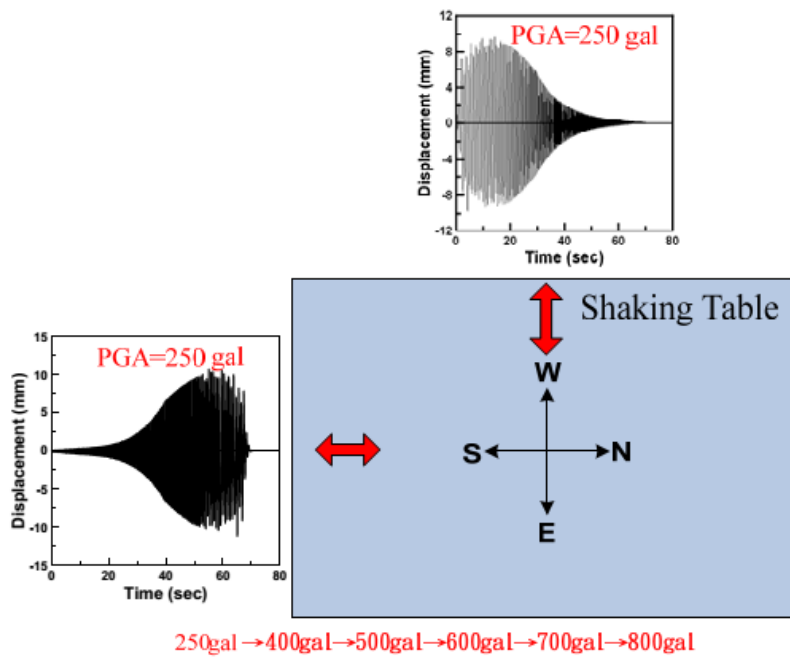 PGA=250 gal
Displacement (mm)
12
8
4
0
-4
-8
-12
0 20 40 60 80
Time (sec)
Shaking Table
W
S N
E
PGA=250 gal
Displacement (mm)
15
10
5
0
-5
-10
-15
0 20 40 60 80
Time (sec)
250gal→400gal→500gal→600gal→700gal→800gal